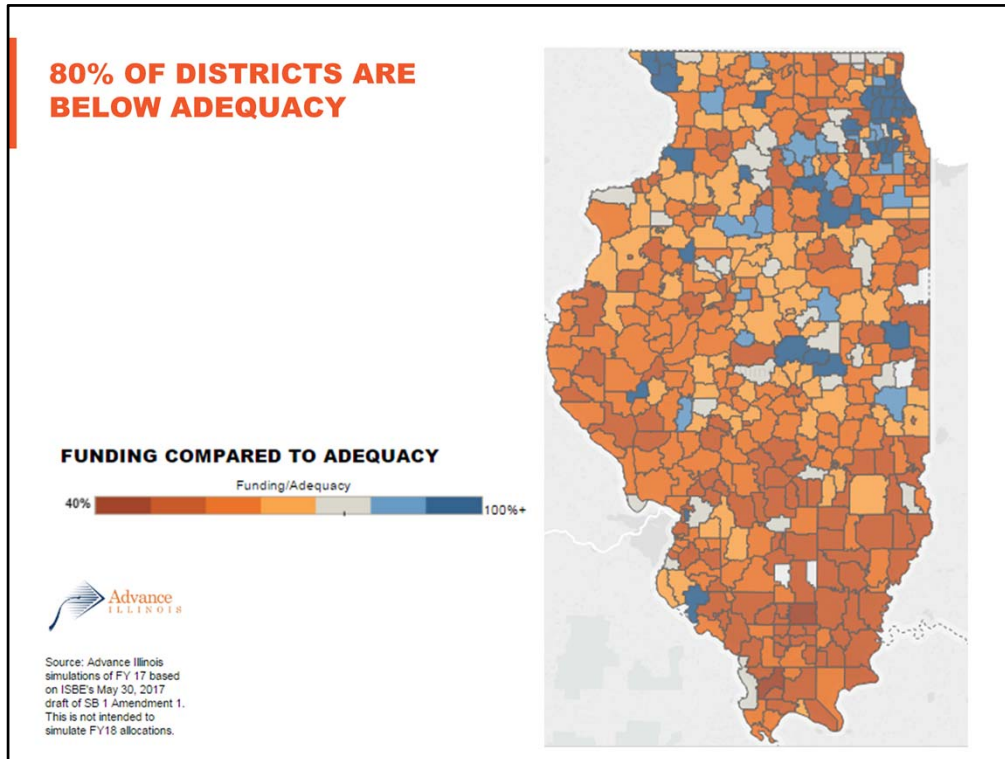 80% OF DISTRICTS ARE
BELOW ADEQUACY
FUNDING COMPARED TO ADEQUACY
Funding/Adequacy
40%
100%+
Advance
ILLINOIS
Source: Advance Illinois
simulations of FY 17 based
on ISBE's May 30, 2017
draft of SB 1 Amendment 1.
This is not intended to
simulate FY18 allocations.